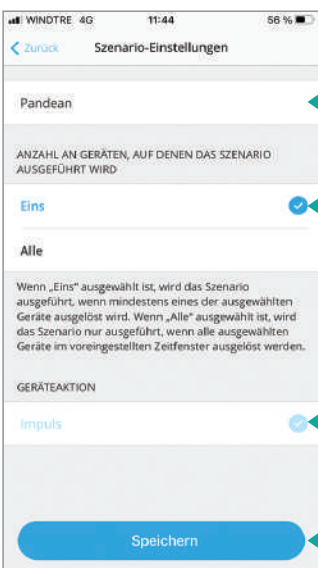 WINDTRE 4G 11:44 56 %
Zurück Szenario-Einstellungen
Pandean
ANZAHL AN GERÄTEN, AUF DENEN DAS SZENARIO
AUSGEFÜHRT WIRD
Eins
Alle
Wenn „Eins" ausgewählt ist, wird das Szenario
ausgeführt, wenn mindestens eines der ausgewählten
Geräte ausgelöst wird. Wenn „Alle" ausgewählt ist, wird
das Szenario nur ausgeführt, wenn alle ausgewählten
Geräte im voreingestellten Zeitfenster ausgelöst werden.
GERÄTEAKTION
Impuls
Speichern